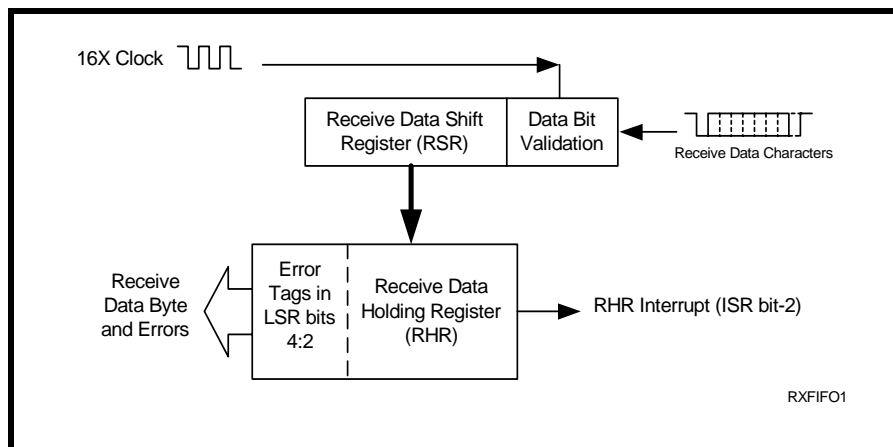 16X Clock
Receive Data Shift
Register (RSR)
Data Bit
Validation
Receive Data Characters
Receive
Data Byte
and Errors
Error
Tags in
LSR bits
4:2
Receive Data
Holding Register
(RHR)
RHR Interrupt (ISR bit-2)
RXFIFO1